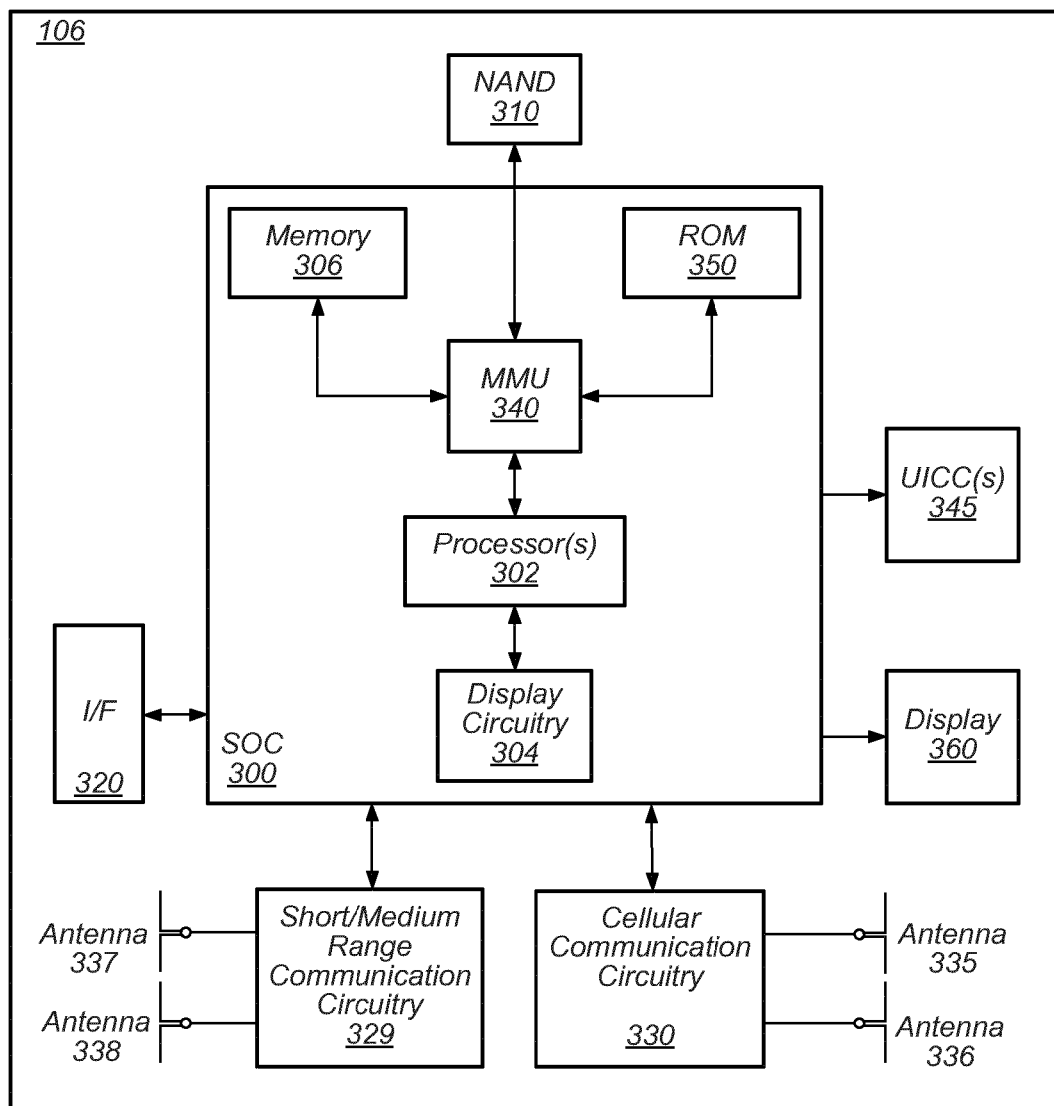 106
NAND
310
Memory
306
ROM
350
MMU
340
UICC(s)
345
Processor(s)
302
I/F
320
Display
Circuitry
304
SOC
300
Display
360
Antenna
337
Antenna
338
Short/Medium
Range
Communication
Circuitry
329
Cellular
Communication
Circuitry
330
Antenna
335
Antenna
336